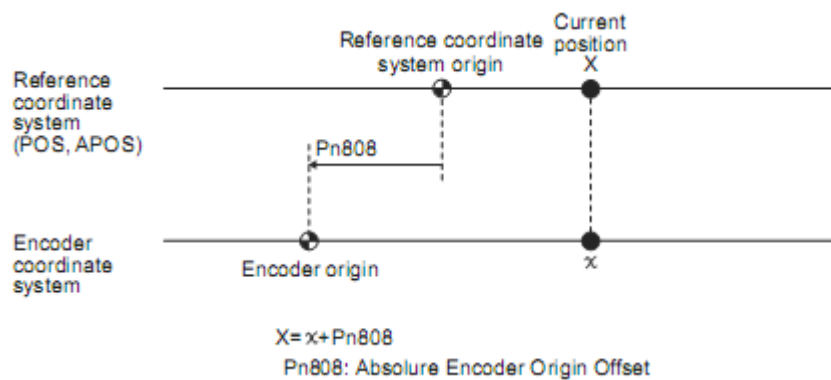 Current
position
X
Reference coordinate
system origin
Reference
coordinate
system
(POS, APOS)
Pn808
Encoder
coordinate
system
Encoder origin
x
X=x+Pn808
Pn808: Absolure Encoder Origin Offset